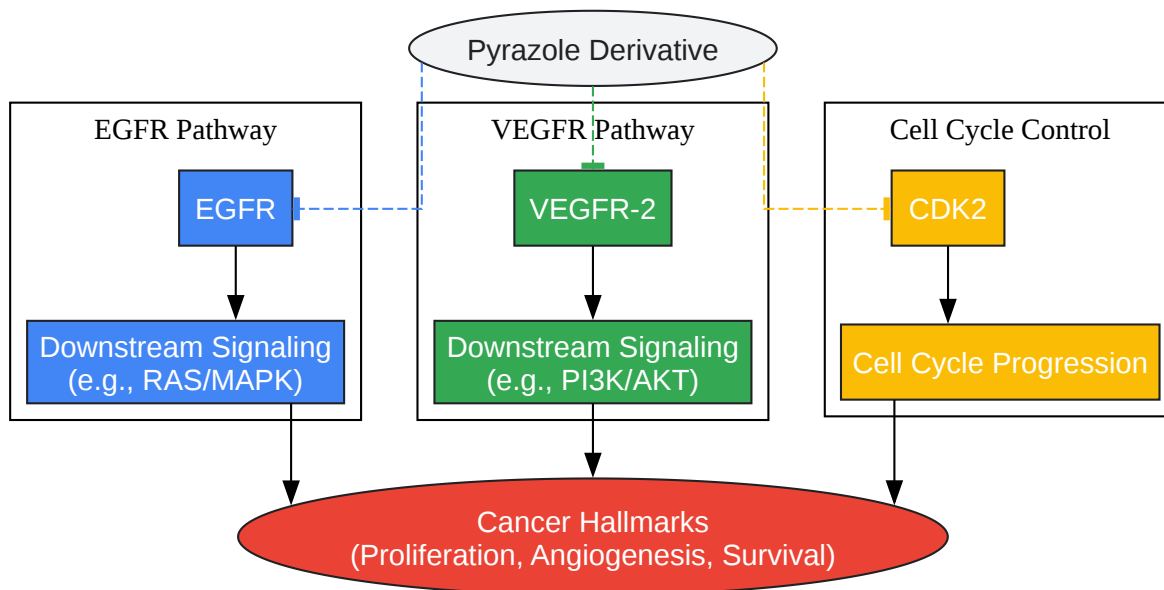 Pyrazole Derivative
EGFR Pathway
VEGFR Pathway
Cell Cycle Control
EGFR
VEGFR-2
CDK2
Downstream Signaling
(e.g., RAS/MAPK)
Downstream Signaling
(e.g., PI3K/AKT)
Cell Cycle Progression
Cancer Hallmarks
(Proliferation, Angiogenesis, Survival)